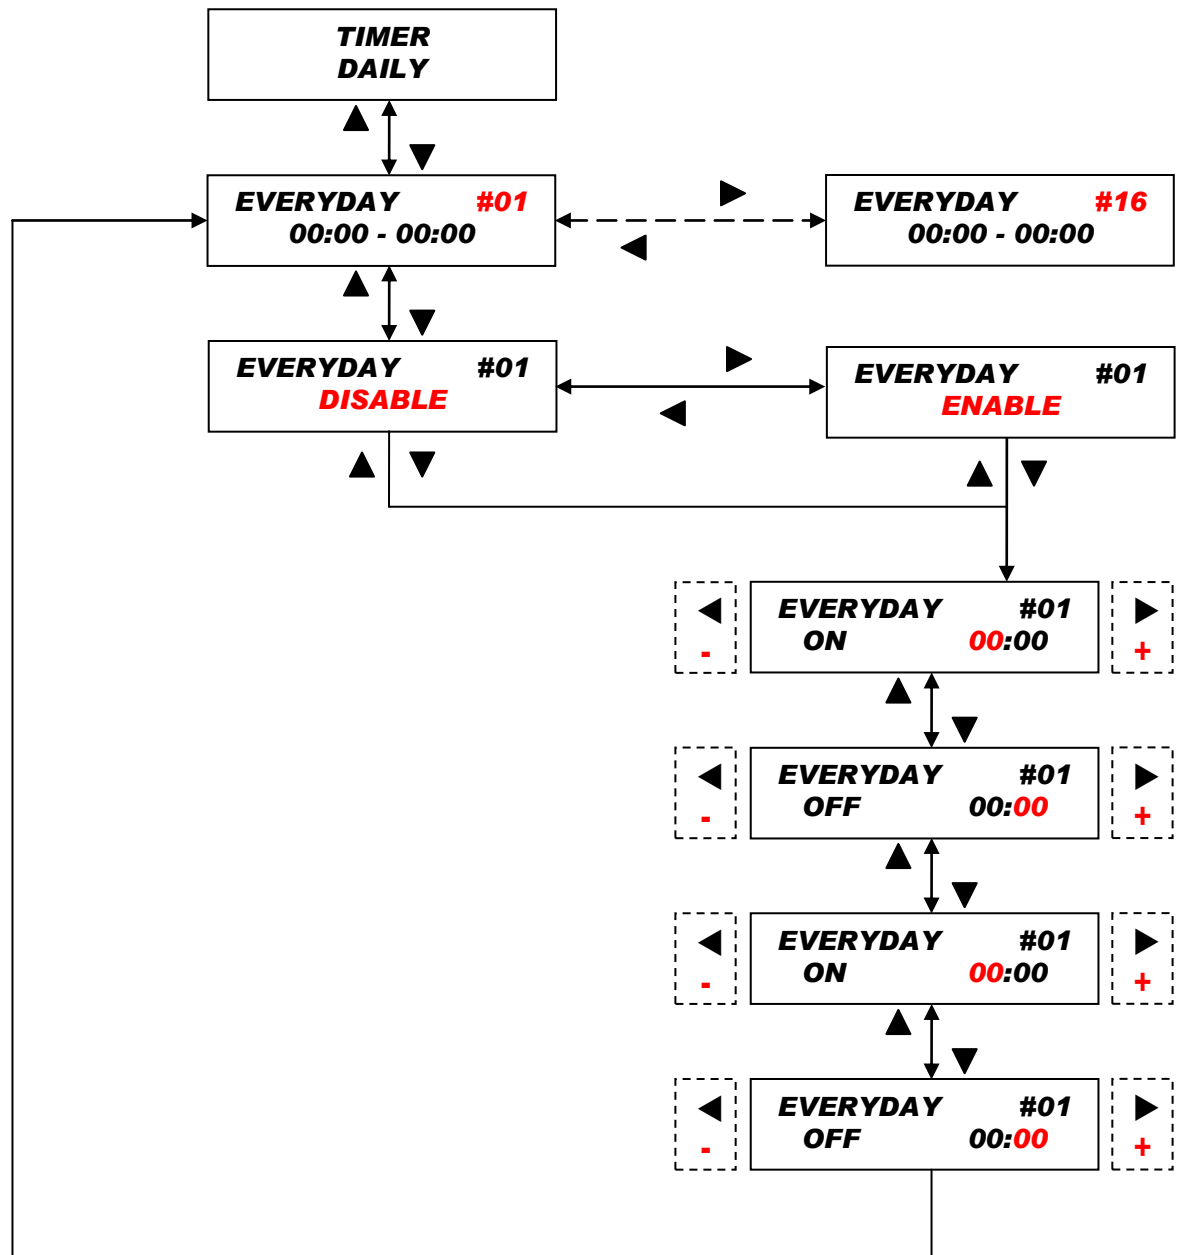 TIMER
DAILY
EVERYDAY #01
00:00 - 00:00
EVERYDAY #16
00:00 - 00:00
EVERYDAY #01
DISABLE
EVERYDAY #01
ENABLE
EVERYDAY #01
ON 00:00
- +
EVERYDAY #01
OFF 00:00
- +
EVERYDAY #01
ON 00:00
- +
EVERYDAY #01
OFF 00:00
- +